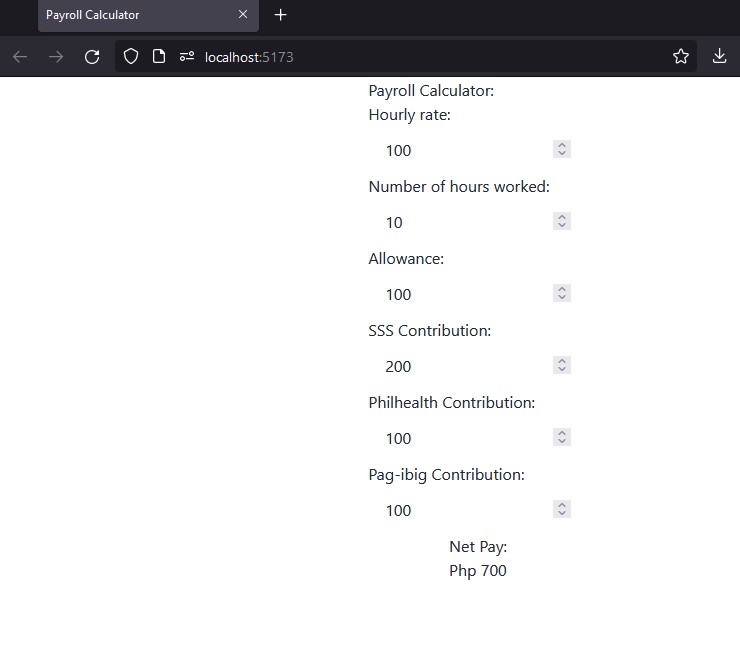 Payroll Calculator
localhost:5173
Payroll Calculator:
Hourly rate:
100
Number of hours worked:
10
Allowance:
100
SSS Contribution:
200
Philhealth Contribution:
100
Pag-ibig Contribution:
100
Net Pay:
Php 700